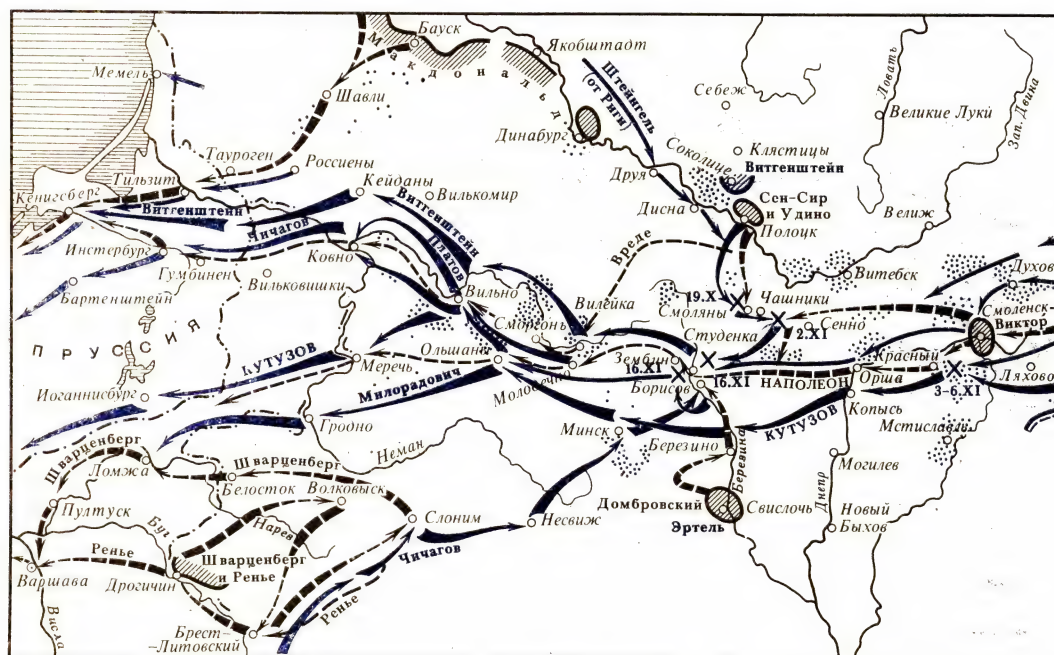 Бауск
Якобштадт
Макдональд
Мемель
Шавли
Штейнгель
(от Риги)
Себеж
Ловать
Великие Луки
Зап. Двина
Динабург
Клястицы
Соколище
Витгенштейн
Тауроген
Россиены
Тильзит
Кейданы
Вилькомир
Друя
Сен-Сир
и Удино
Кенигсберг
Витгенштейн
Чичагов
Витгенштейн
Платов
Дисна
Полоцк
Велиж
Инстербург
Гумбинен
Ковно
Вреде
Витебск
Духов
Бартенштейн
Вильковишки
Вильно
Вилейка
19.X
Чашники
Смоляны
Смоленск
Виктор
ПРУССИЯ
Сморгонь
Студенка
2.XI
Сенно
КУТУЗОВ
Ольшаны
Зембин
16.XI
Красный
Меречь
Молодечно
Борисов
16.XI
НАПОЛЕОН
Орша
Ляхово
Иоганнисбург
Милорадович
3-6.XI
Гродно
Минск
Березино
КУТУЗОВ
Копысь
Мстиславль
Шварценберг
Ломжа
Шварценберг
Неман
Березина
Могилев
Белосток
Волковыск
Домбровский
Днепр
Пултуск
Буг
Нарев
Слоним
Несвиж
Свислочь
Новый
Быхов
Эртель
Ренье
Шварценберг
и Ренье
Чичагов
Варшава
Дрогичин
Ренье
Висла
Брест-
Литовский